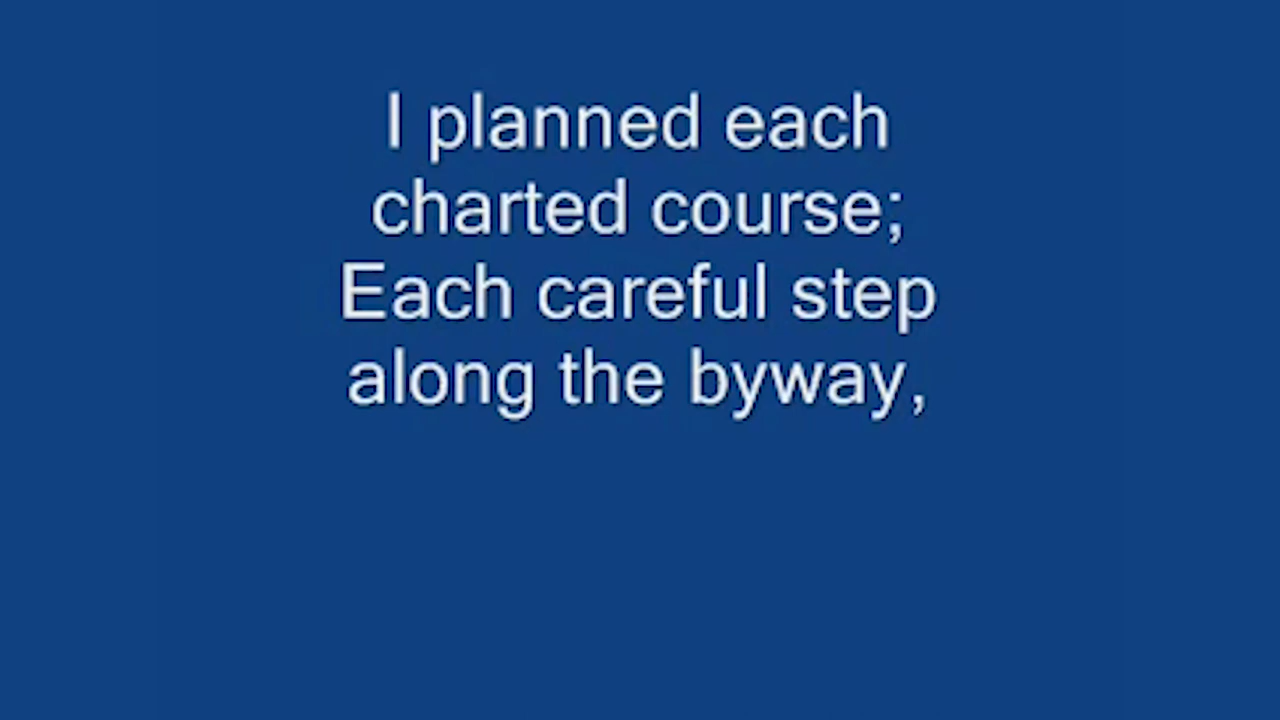 I planned each
charted course;
Each careful step
along the byway,